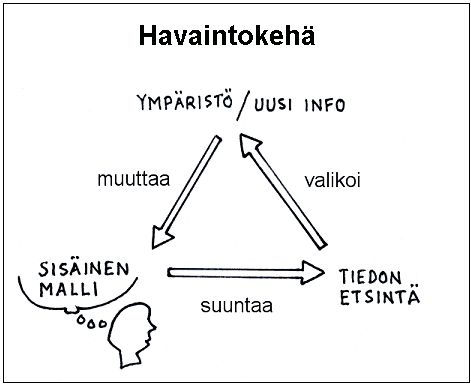 Havaintokehä
YMPÄRISTÖ / UUSI INFO
muuttaa
valikoi
SISÄINEN
MALLI
suuntaa
TIEDON
ETSINTÄ